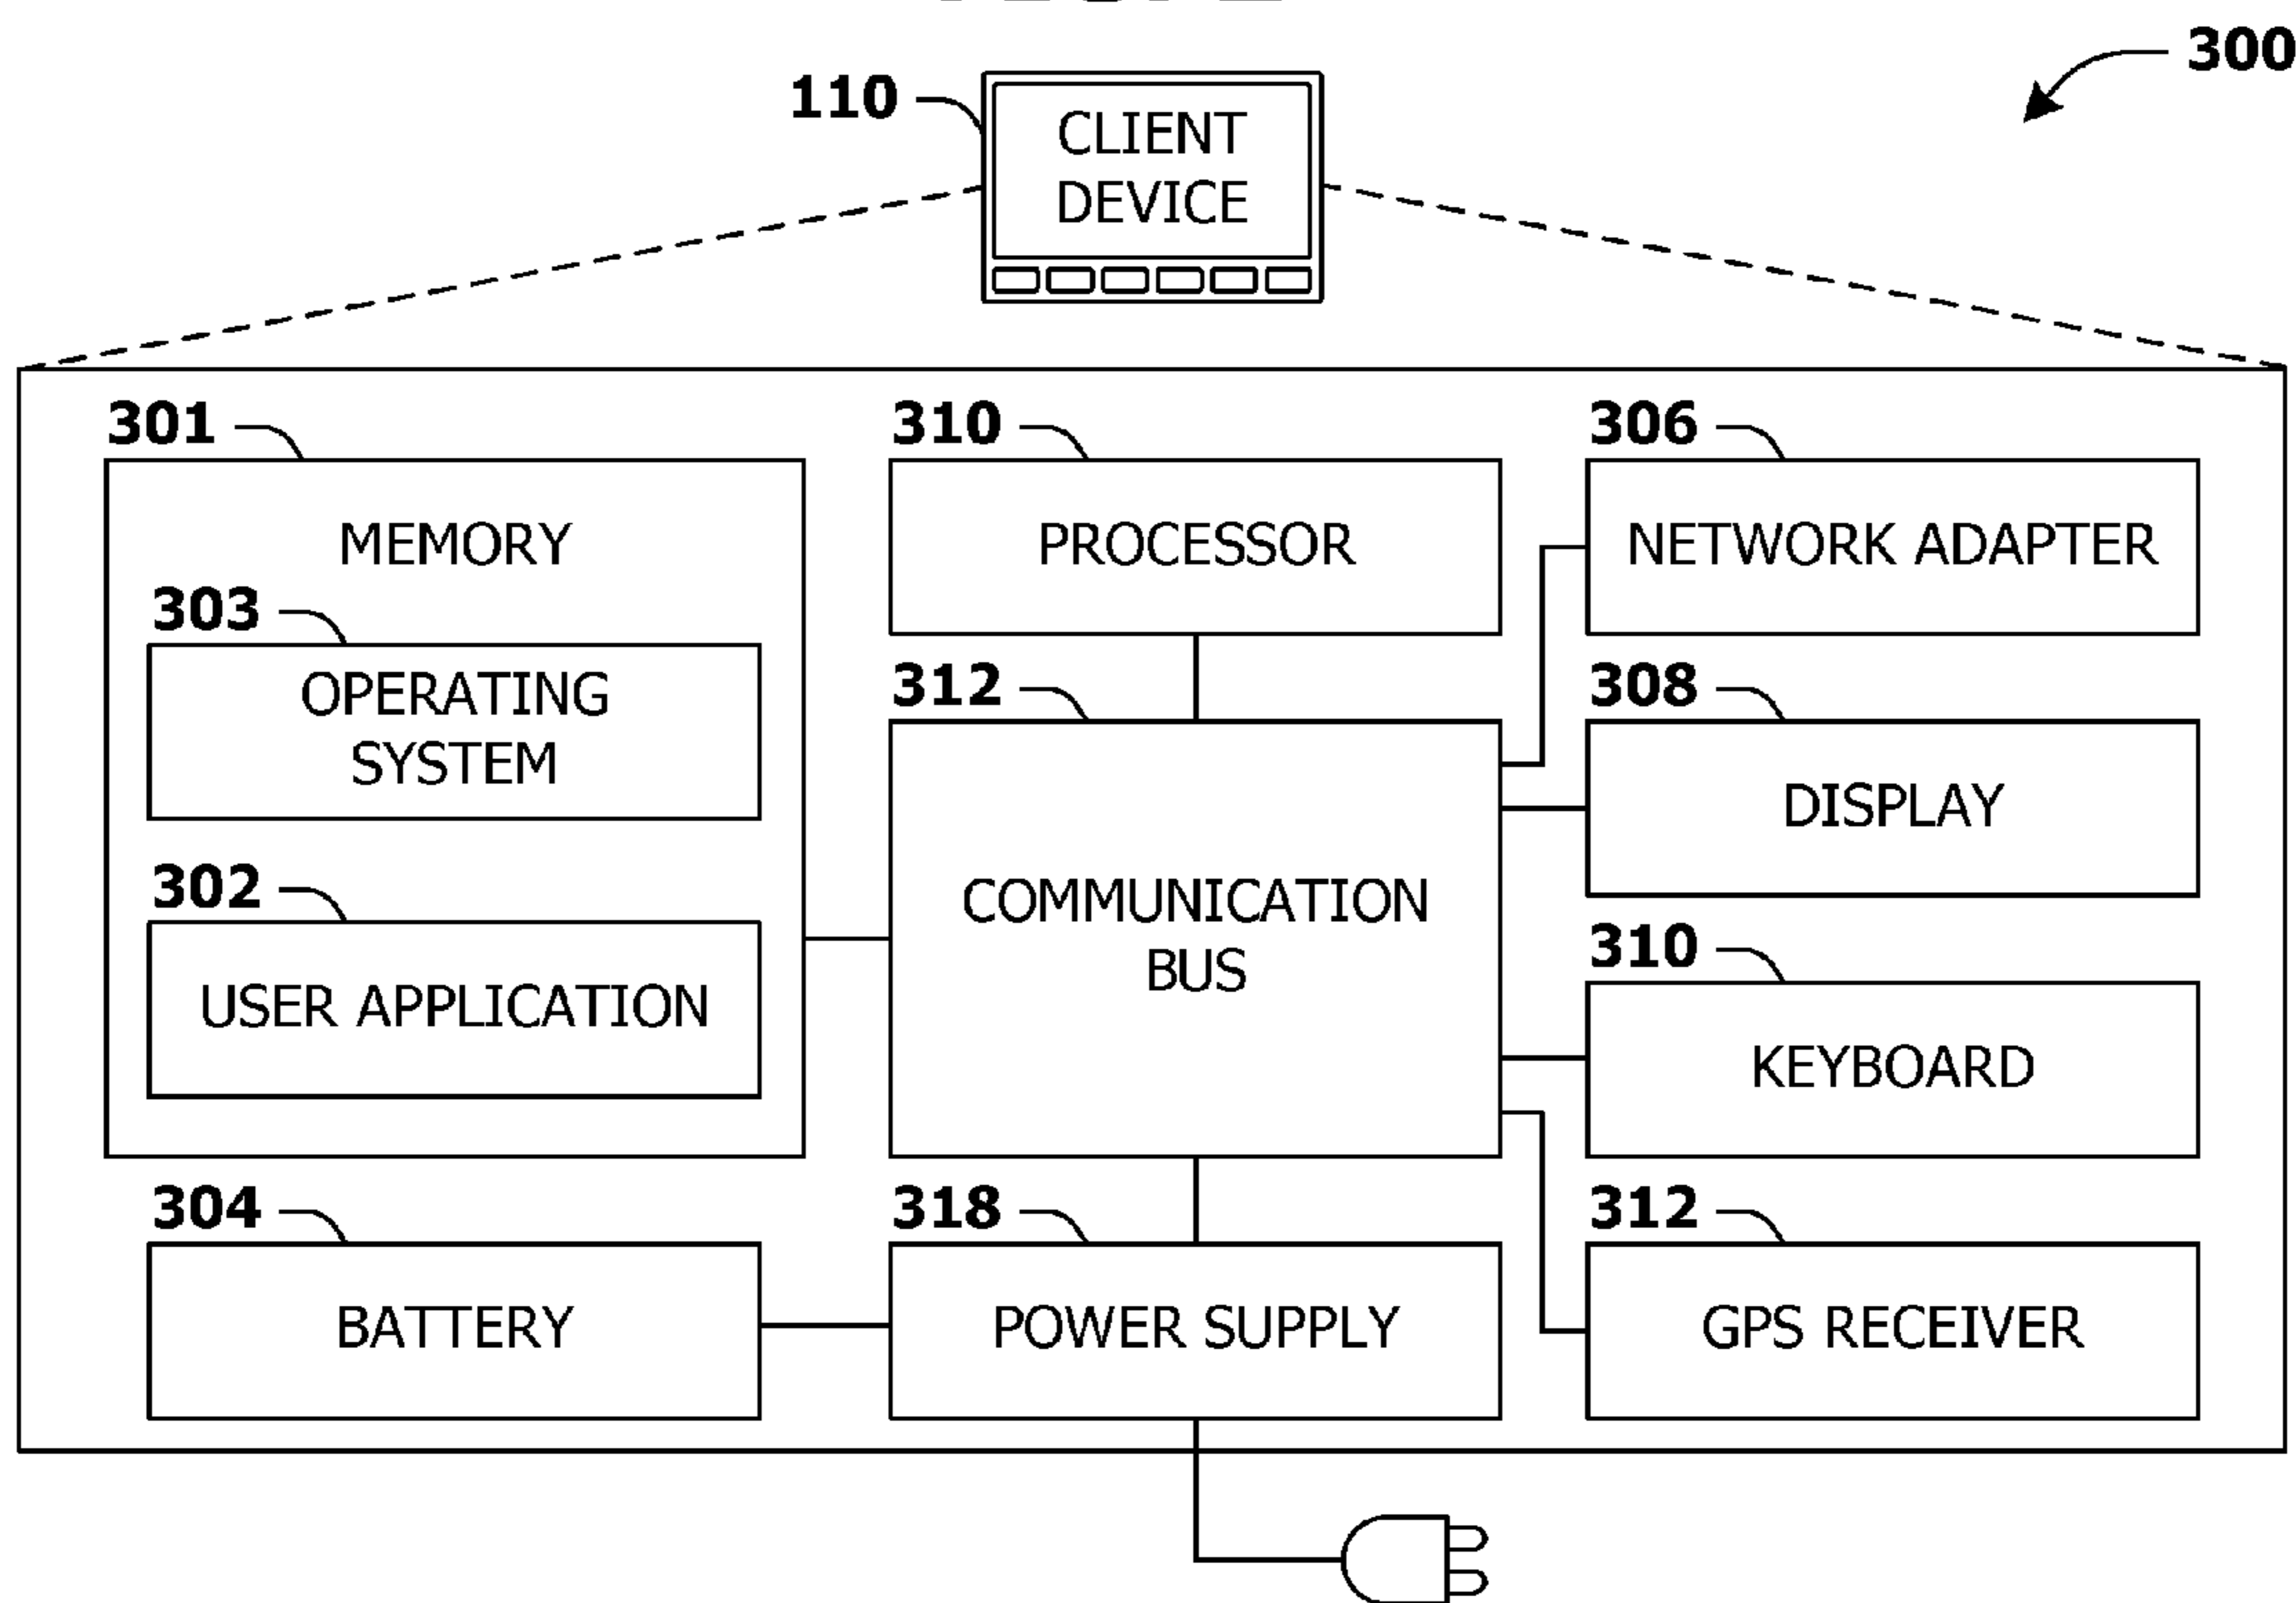 300
110
CLIENT
DEVICE
301
MEMORY
303
OPERATING
SYSTEM
302
USER APPLICATION
304
BATTERY
310
PROCESSOR
312
COMMUNICATION
BUS
318
POWER SUPPLY
306
NETWORK ADAPTER
308
DISPLAY
310
KEYBOARD
312
GPS RECEIVER